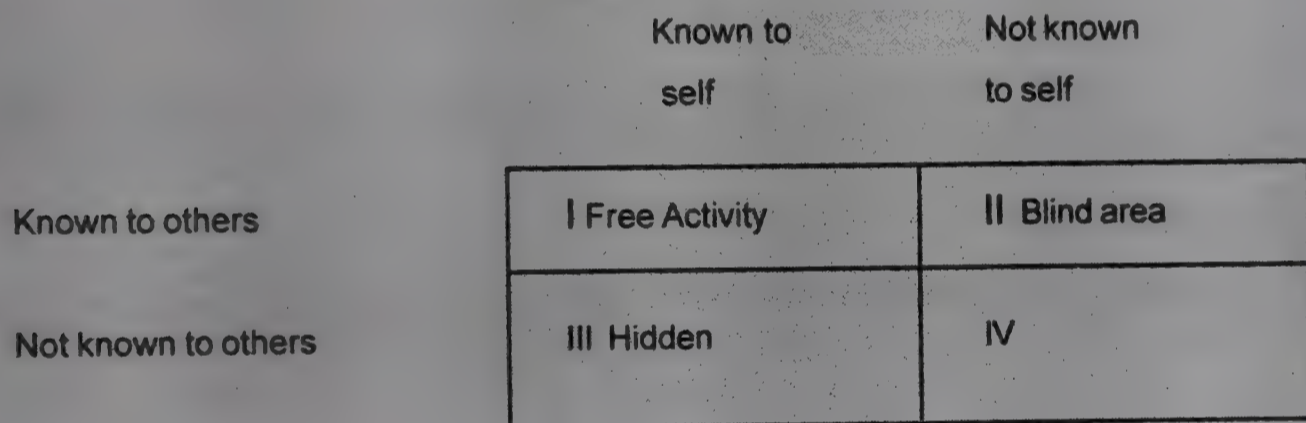 Known to Not known
self to self
Known to others I Free Activity II Blind area
Not known to others III Hidden IV